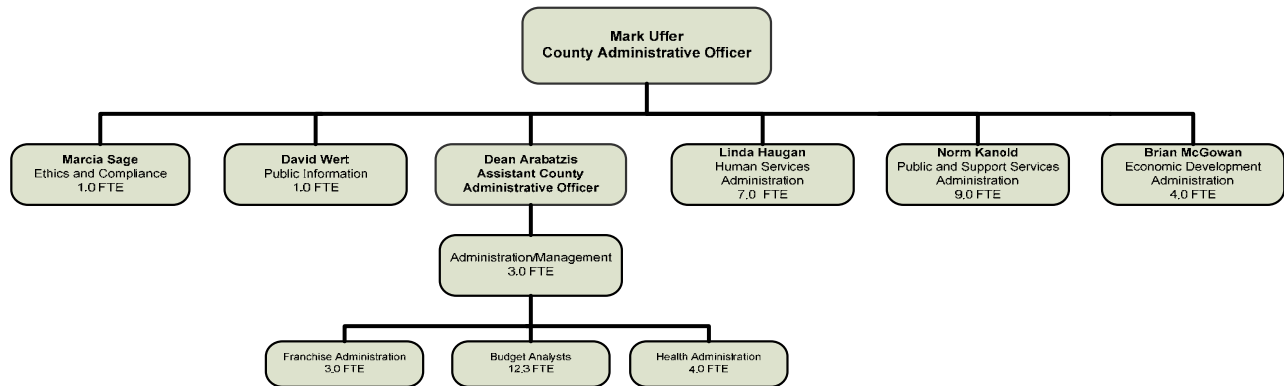 Mark Uffer
County Administrative Officer
Marcia Sage
Ethics and Compliance
1.0 FTE
David Wert
Public Information
1.0 FTE
Dean Arabatzis
Assistant County
Administrative Officer
Linda Haugan
Human Services
Administration
7.0 FTE
Norm Kanold
Public and Support Services
Administration
9.0 FTE
Brian McGowan
Economic Development
Administration
4.0 FTE
Administration/Management
3.0 FTE
Franchise Administration
3.0 FTE
Budget Analysts
12.3 FTE
Health Administration
4.0 FTE